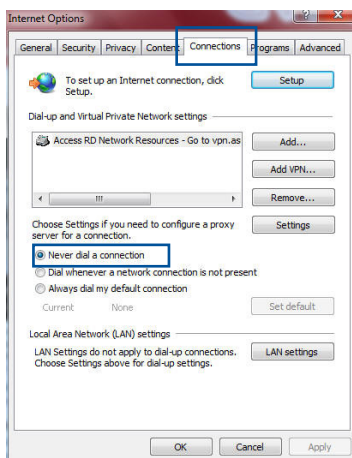 Internet Options
General Security Privacy Content Connections Programs Advanced
To set up an Internet connection, click
Setup.
Setup
Dial-up and Virtual Private Network settings
Access RD Network Resources - Go to vpn.as
Add...
Add VPN...
Remove...
Choose Settings if you need to configure a proxy
server for a connection.
Settings
Never dial a connection
Dial whenever a network connection is not present
Always dial my default connection
Current None
Set default
Local Area Network (LAN) settings
LAN Settings do not apply to dial-up connections.
Choose Settings above for dial-up settings.
LAN settings
OK Cancel Apply